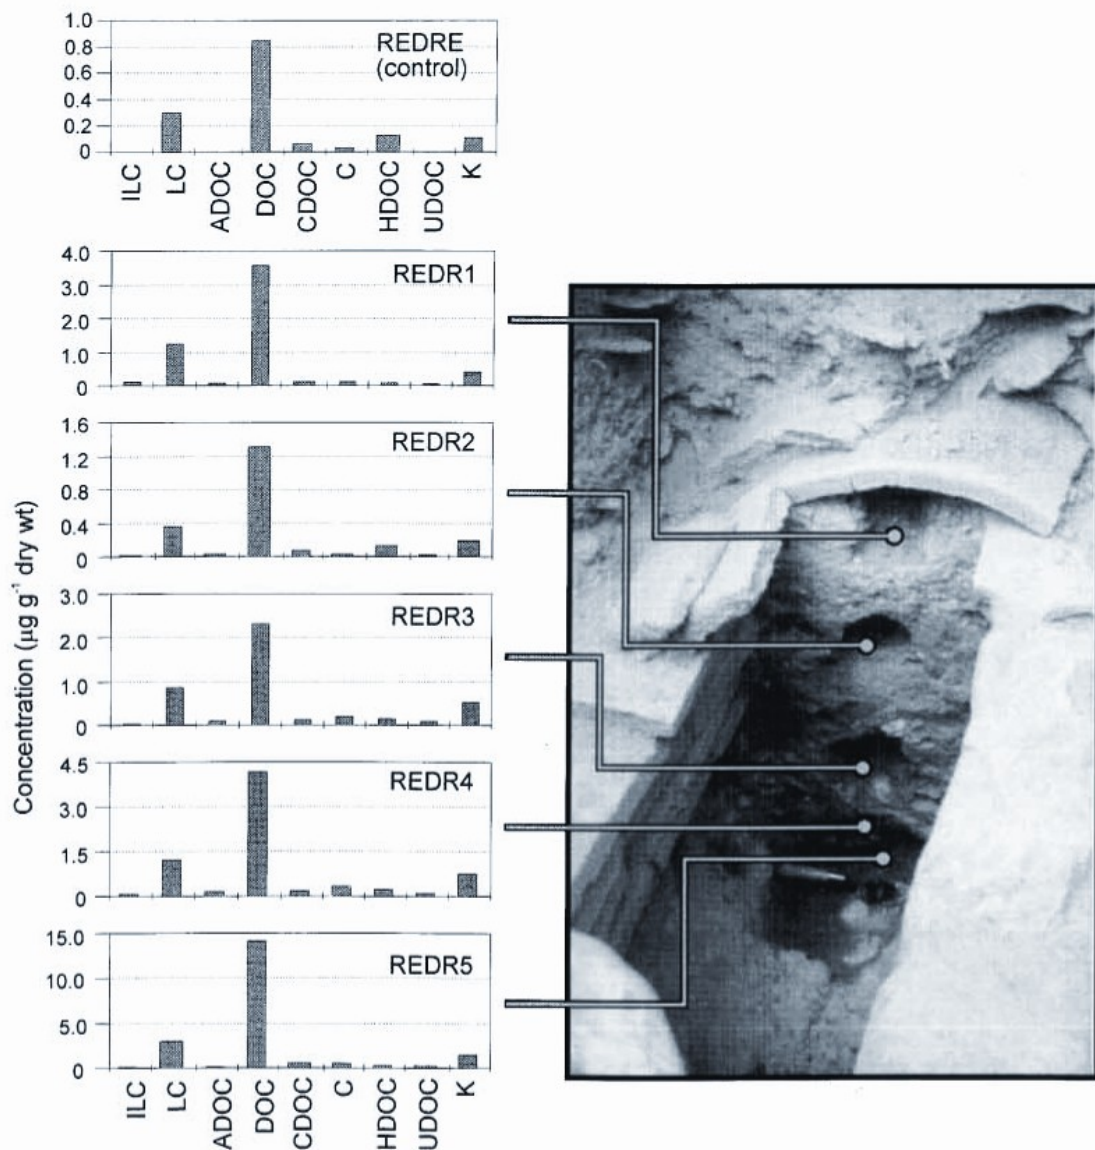 1.0
REDRE
(control)
0.8
0.6
0.4
0.2
0
ILC LC ADOC DOC CDOC C HDOC UDOC K
4.0
REDR1
3.0
2.0
1.0
0
1.6
REDR2
1.2
0.8
0.4
0
3.0
REDR3
2.0
1.0
0
4.5
REDR4
3.0
1.5
0
15.0
REDR5
10.0
5.0
0
ILC LC ADOC DOC CDOC C HDOC UDOC K
Concentration (µg g⁻¹ dry wt)